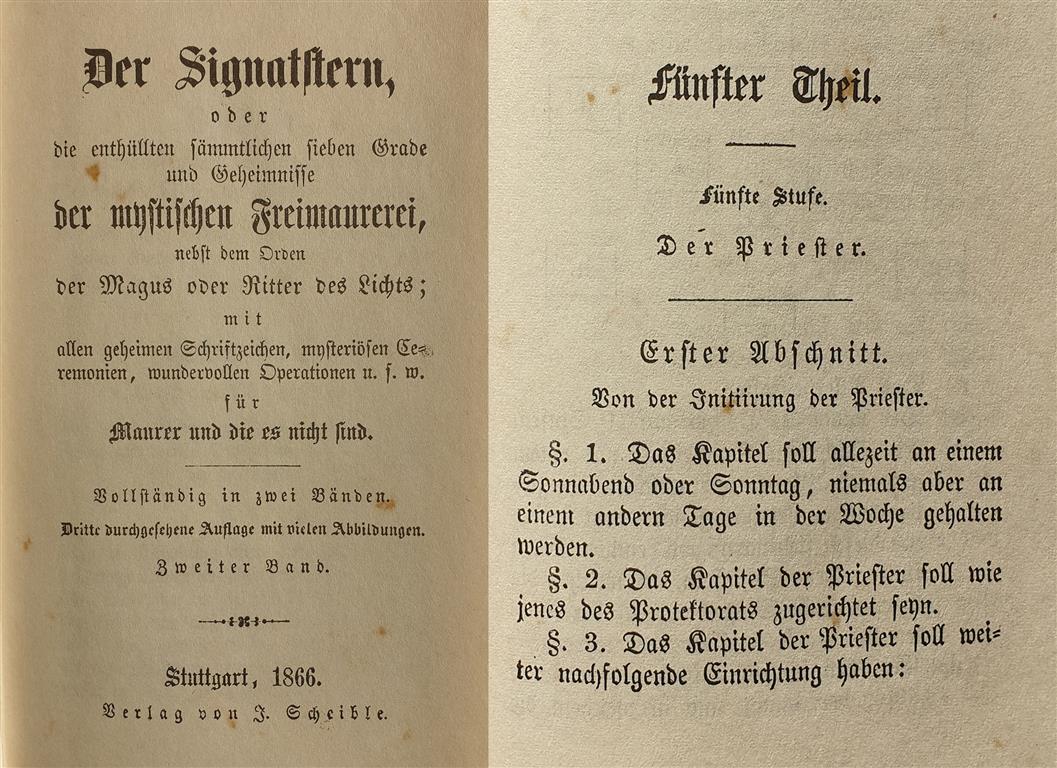 Der Signatstern,
oder
die enthüllten sämmtlichen sieben Grade
und Geheimnisse
der mystischen Freimaurerei,
nebst dem Orden
der Magus oder Ritter des Lichts;
mit
allen geheimen Schriftzeichen, mysteriösen Ce=
remonien, wundervollen Operationen u. s. w.
für
Maurer und die es nicht sind.
Vollständig in zwei Bänden.
Dritte durchgesehene Auflage mit vielen Abbildungen.
Zweiter Band.
Stuttgart, 1866.
Verlag von J. Scheible.
Fünfter Theil.
Fünfte Stufe.
Der Priester.
Erster Abschnitt.
Von der Initiirung der Priester.
§. 1. Das Kapitel soll allezeit an einem
Sonnabend oder Sonntag, niemals aber an
einem andern Tage in der Woche gehalten
werden.
§. 2. Das Kapitel der Priester soll wie
jenes des Protektorats zugerichtet seyn.
§. 3. Das Kapitel der Priester soll wei=
ter nachfolgende Einrichtung haben: